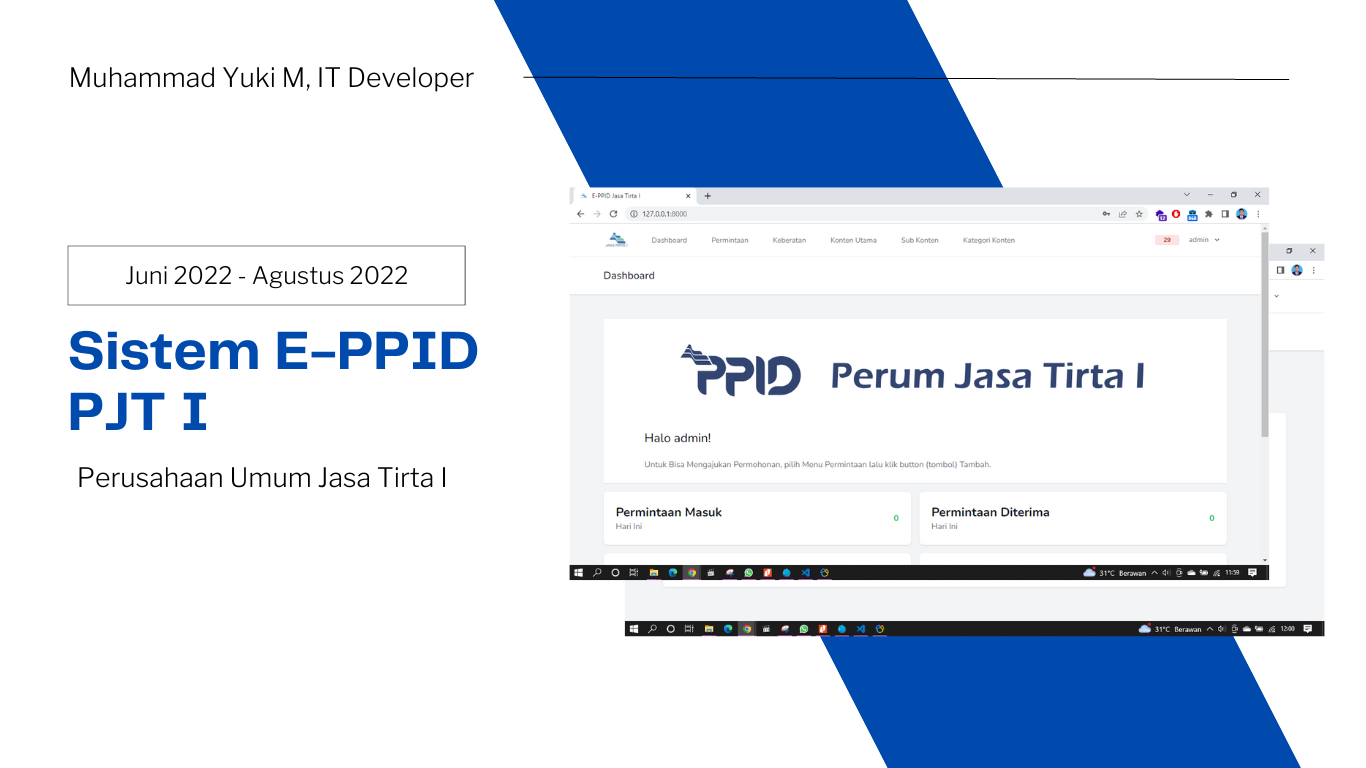 Muhammad Yuki M, IT Developer
Juni 2022 - Agustus 2022
Sistem E-PPID
PJT I
Perusahaan Umum Jasa Tirta I
E-PPID Jasa Tirta I
127.0.0.1:8000
Dashboard Permintaan Keberatan Konten Utama Sub Konten Kategori Konten 29 admin
Dashboard
PPID Perum Jasa Tirta I
Halo admin!
Untuk Bisa Mengajukan Permohonan, pilih Menu Permintaan lalu klik button (tombol) Tambah.
Permintaan Masuk 0
Hari Ini
Permintaan Diterima 0
Hari Ini
31°C Berawan 11:59
31°C Berawan 12:00